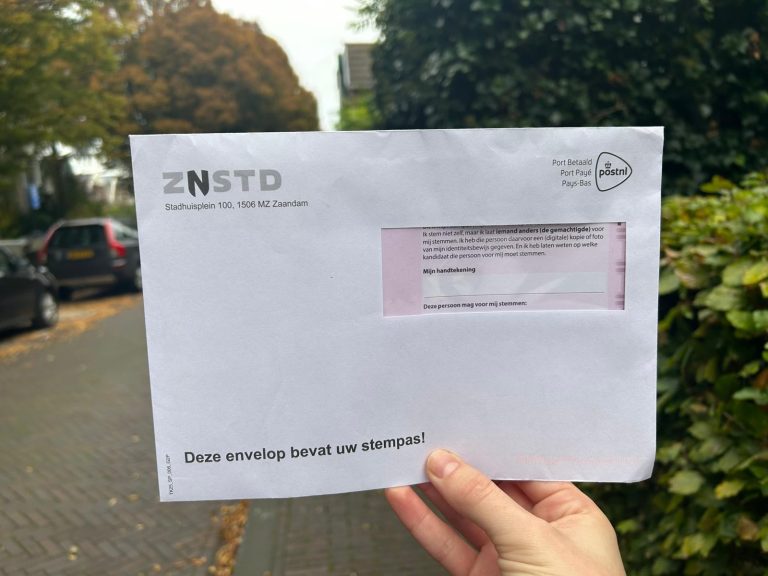 ZNSTD
Stadhuisplein 100, 1506 MZ Zaandam
Port Betaald
Port Payé
Pays-Bas
postnl
Ik stem niet zelf, maar ik laat iemand anders (de gemachtigde) voor
mij stemmen. Ik heb die persoon daarvoor een (digitale) kopie of foto
van mijn identiteitsbewijs gegeven. En ik heb laten weten op welke
kandidaat die persoon voor mij moet stemmen.
Mijn handtekening
Deze persoon mag voor mij stemmen:
Deze envelop bevat uw stempas!